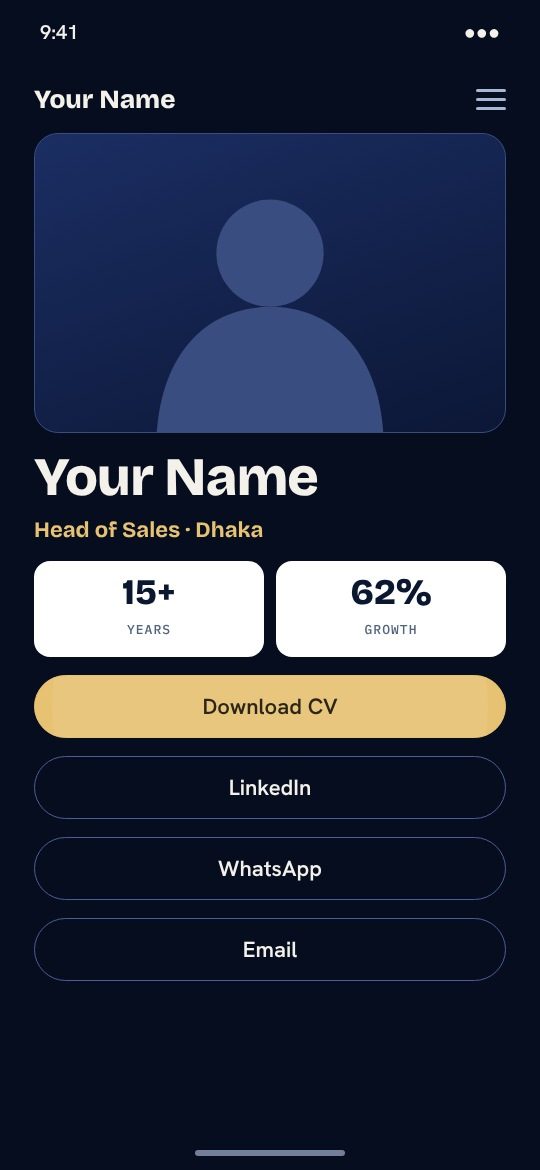 9:41
Your Name
Your Name
Head of Sales · Dhaka
15+
YEARS
62%
GROWTH
Download CV
LinkedIn
WhatsApp
Email